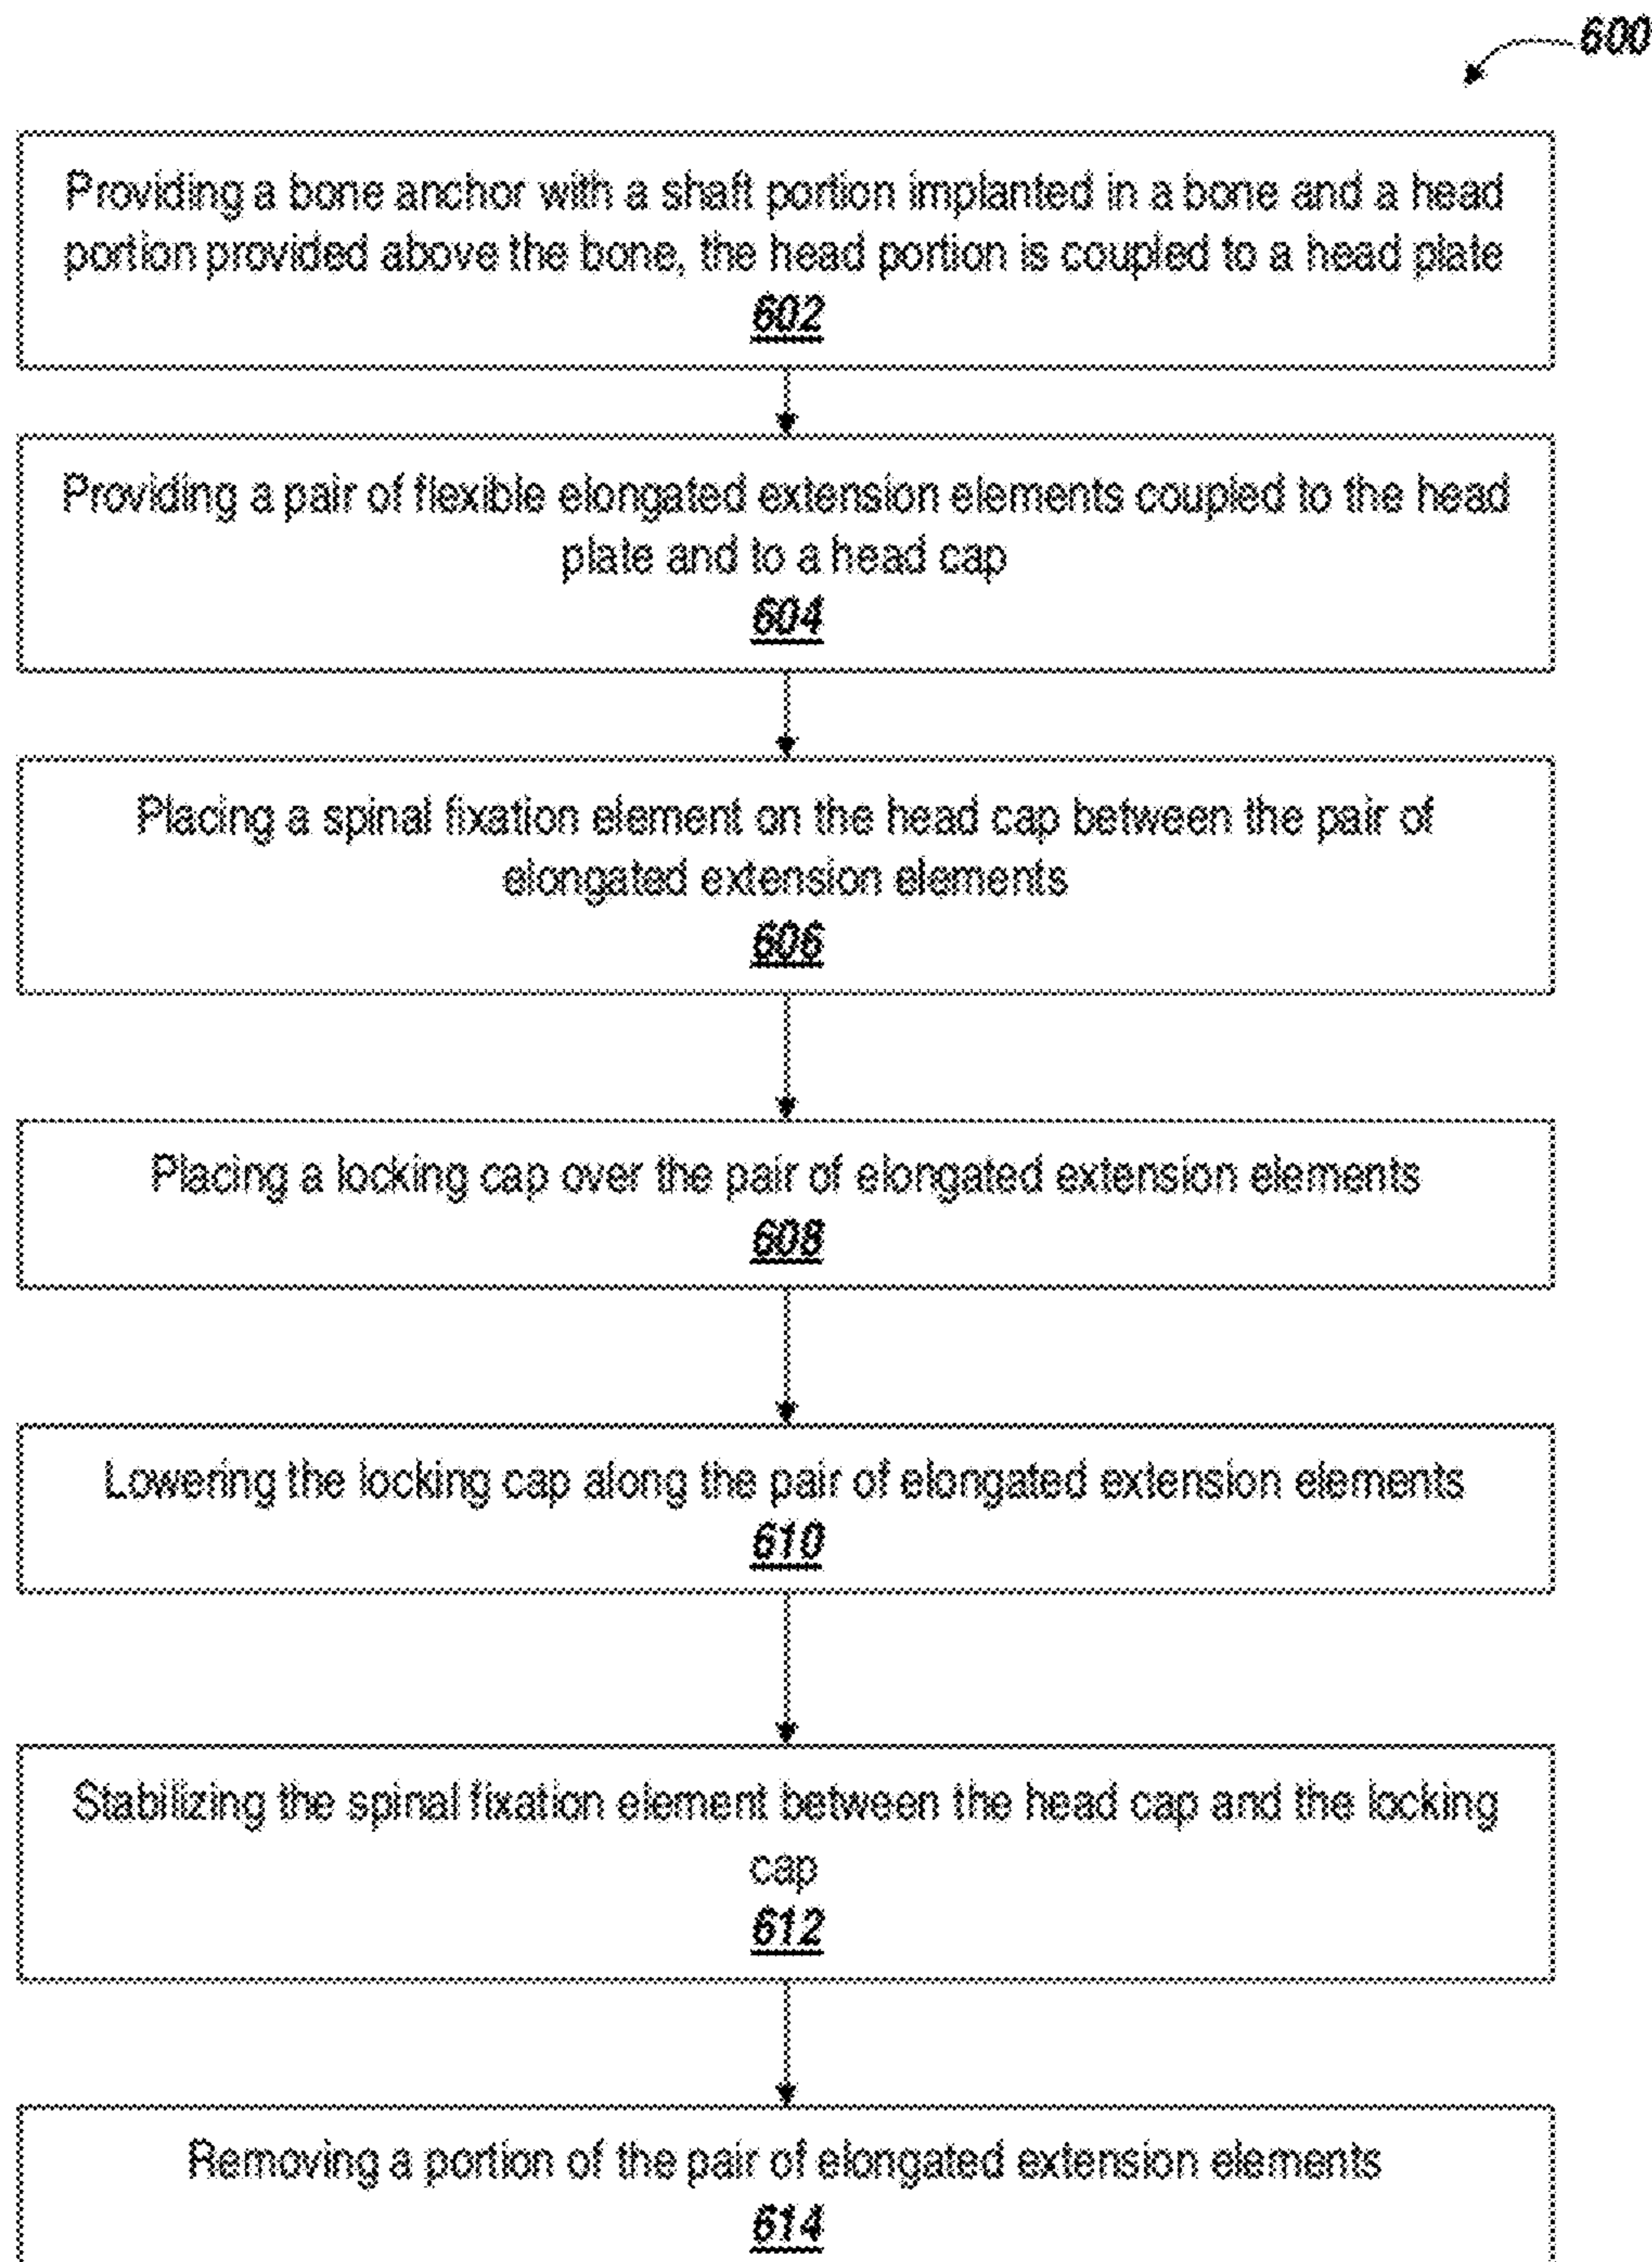 600
Providing a bone anchor with a shaft portion implanted in a bone and a head
portion provided above the bone, the head portion is coupled to a head plate
602
Providing a pair of flexible elongated extension elements coupled to the head
plate and to a head cap
604
Placing a spinal fixation element on the head cap between the pair of
elongated extension elements
606
Placing a locking cap over the pair of elongated extension elements
608
Lowering the locking cap along the pair of elongated extension elements
610
Stabilizing the spinal fixation element between the head cap and the locking
cap
612
Removing a portion of the pair of elongated extension elements
614